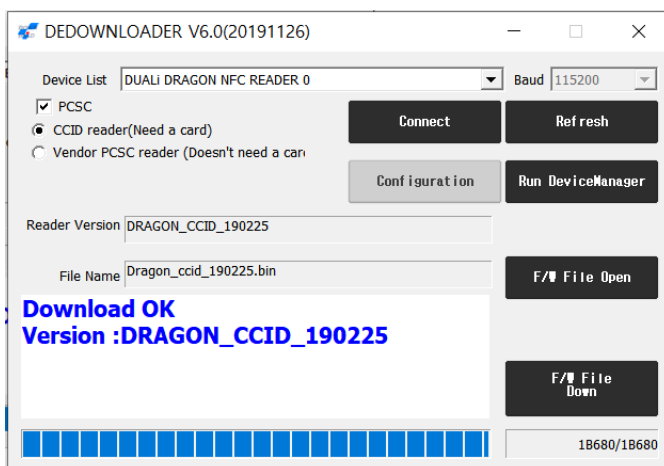 DEDOWNLOADER V6.0(20191126)
Device List DUALi DRAGON NFC READER 0 Baud 115200
PCSC
CCID reader(Need a card)
Vendor PCSC reader (Doesn't need a car
Connect Refresh
Configuration Run DeviceManager
Reader Version DRAGON_CCID_190225
File Name Dragon_ccid_190225.bin
F/W File Open
Download OK
Version :DRAGON_CCID_190225
F/W File
Down
1B680/1B680